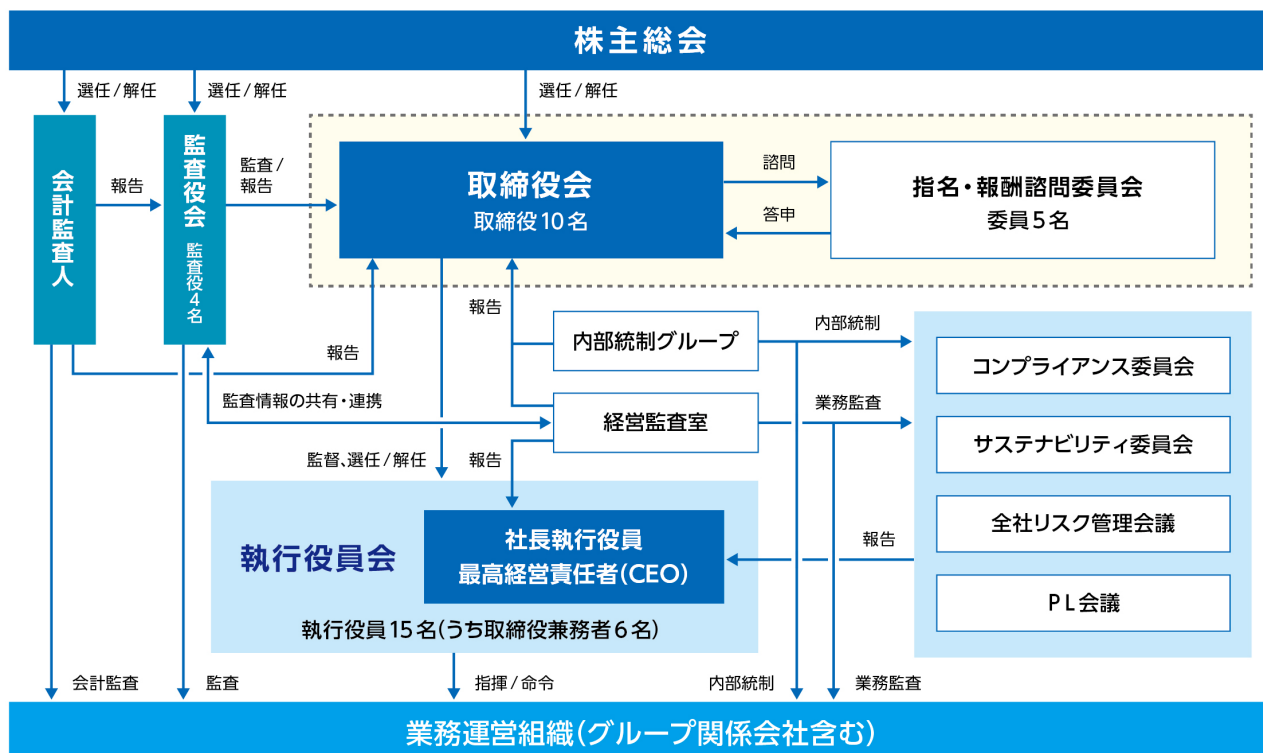 株主総会
選任/解任
選任/解任
選任/解任
会計監査人
報告
監査役会
監査役4名
監査/
報告
取締役会
取締役10名
諮問
答申
指名・報酬諮問委員会
委員5名
報告
報告
内部統制グループ
内部統制
監査情報の共有・連携
経営監査室
業務監査
コンプライアンス委員会
サステナビリティ委員会
全社リスク管理会議
PL会議
監督、選任/解任
報告
執行役員会
社長執行役員
最高経営責任者(CEO)
報告
執行役員15名(うち取締役兼務者6名)
会計監査
監査
指揮/命令
内部統制
業務監査
業務運営組織(グループ関係会社含む)